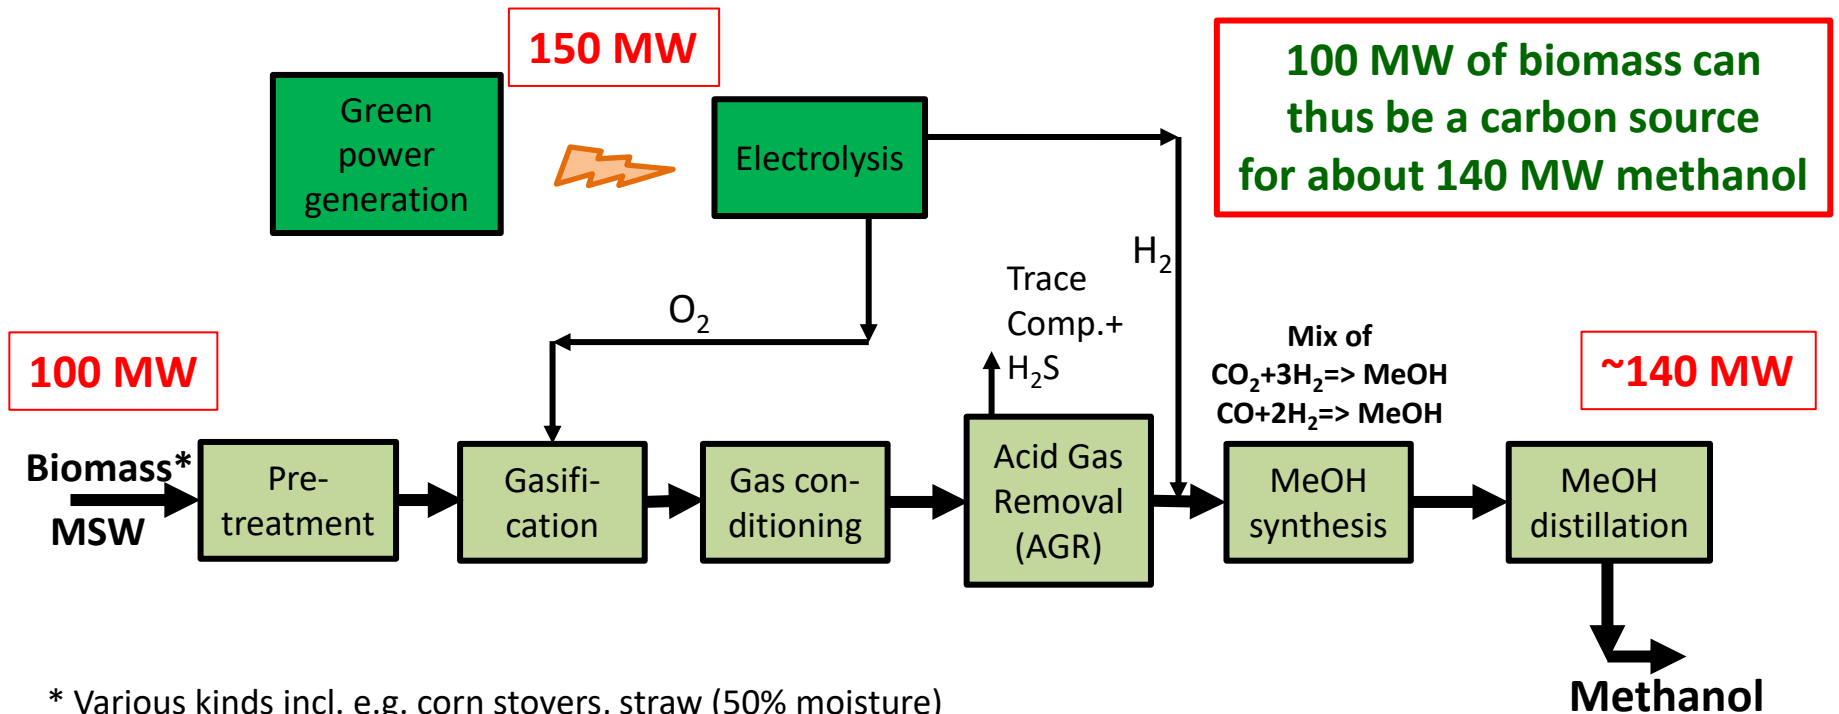 150 MW
Green
power
generation
Electrolysis
100 MW of biomass can
thus be a carbon source
for about 140 MW methanol
H₂
O₂
Trace
Comp.+
H₂S
100 MW
Mix of
CO₂+3H₂=> MeOH
CO+2H₂=> MeOH
~140 MW
Biomass*
MSW
Pre-
treatment
Gasifi-
cation
Gas con-
ditioning
Acid Gas
Removal
(AGR)
MeOH
synthesis
MeOH
distillation
Methanol
* Various kinds incl. e.g. corn stovers, straw (50% moisture)